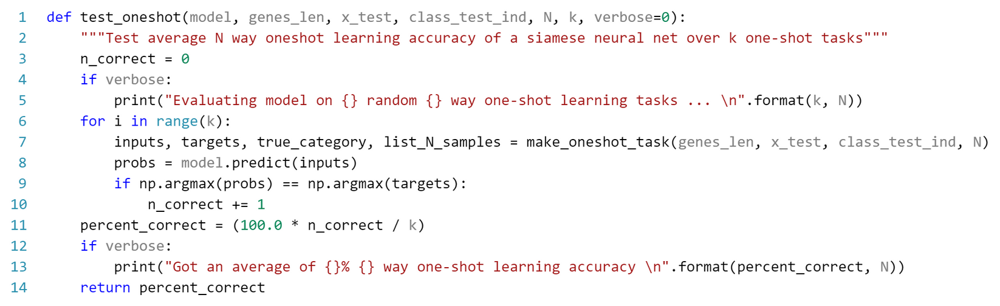 1 def test_oneshot(model, genes_len, x_test, class_test_ind, N, k, verbose=0):
2     """Test average N way oneshot learning accuracy of a siamese neural net over k one-shot tasks"""
3     n_correct = 0
4     if verbose:
5         print("Evaluating model on {} random {} way one-shot learning tasks ... \n".format(k, N))
6     for i in range(k):
7         inputs, targets, true_category, list_N_samples = make_oneshot_task(genes_len, x_test, class_test_ind, N)
8         probs = model.predict(inputs)
9         if np.argmax(probs) == np.argmax(targets):
10             n_correct += 1
11     percent_correct = (100.0 * n_correct / k)
12     if verbose:
13         print("Got an average of {}% {} way one-shot learning accuracy \n".format(percent_correct, N))
14     return percent_correct